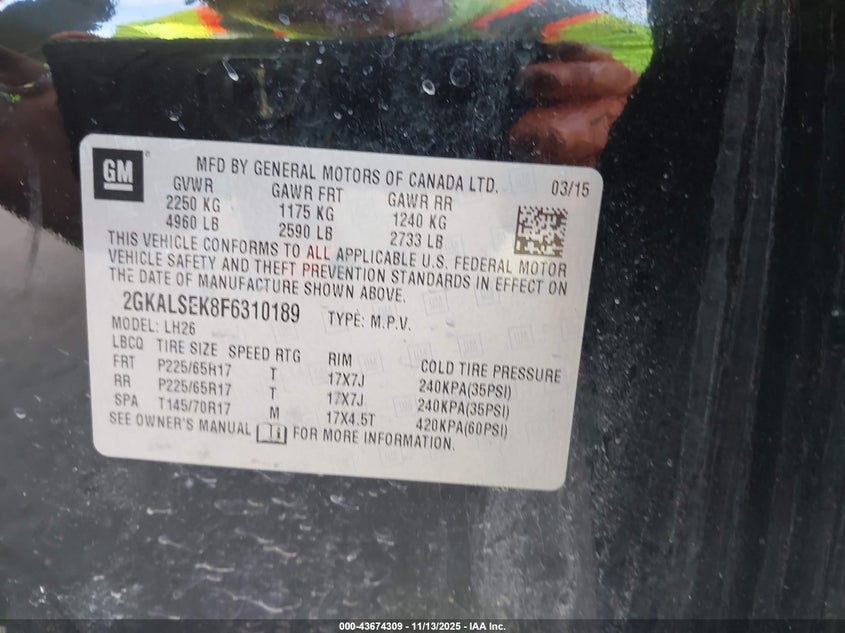 GM
MFD BY GENERAL MOTORS OF CANADA LTD. 03/15
GVWR GAWR FRT GAWR RR
2250 KG 1175 KG 1240 KG
4960 LB 2590 LB 2733 LB
THIS VEHICLE CONFORMS TO ALL APPLICABLE U.S. FEDERAL MOTOR
VEHICLE SAFETY AND THEFT PREVENTION STANDARDS IN EFFECT ON
THE DATE OF MANUFACTURE SHOWN ABOVE.
2GKALSEK8F6310189 TYPE: M.P.V.
MODEL: LH26
LBCQ TIRE SIZE SPEED RTG RIM COLD TIRE PRESSURE
FRT P225/65R17 T 17X7J 240KPA(35PSI)
RR P225/65R17 T 17X7J 240KPA(35PSI)
SPA T145/70R17 M 17X4.5T 420KPA(60PSI)
SEE OWNER'S MANUAL FOR MORE INFORMATION.
000-43674309 - 11/13/2025 - IAA Inc.